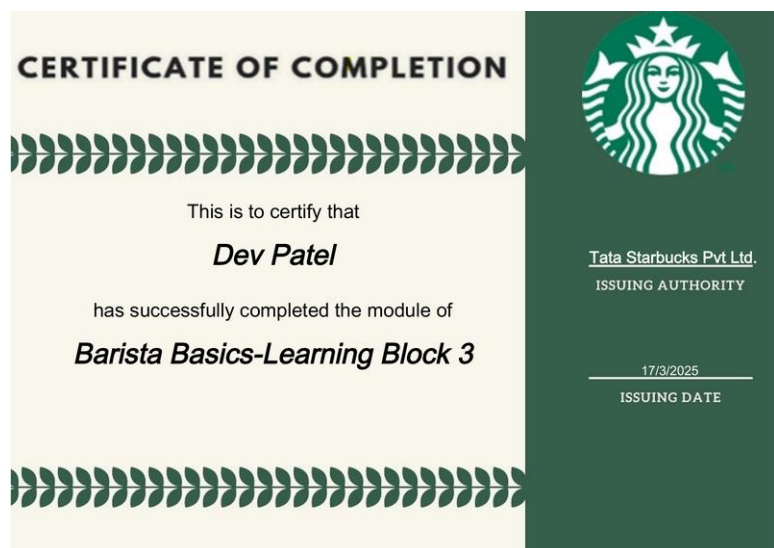 CERTIFICATE OF COMPLETION
This is to certify that
Dev Patel
has successfully completed the module of
Barista Basics-Learning Block 3
Tata Starbucks Pvt Ltd.
ISSUING AUTHORITY
17/3/2025
ISSUING DATE